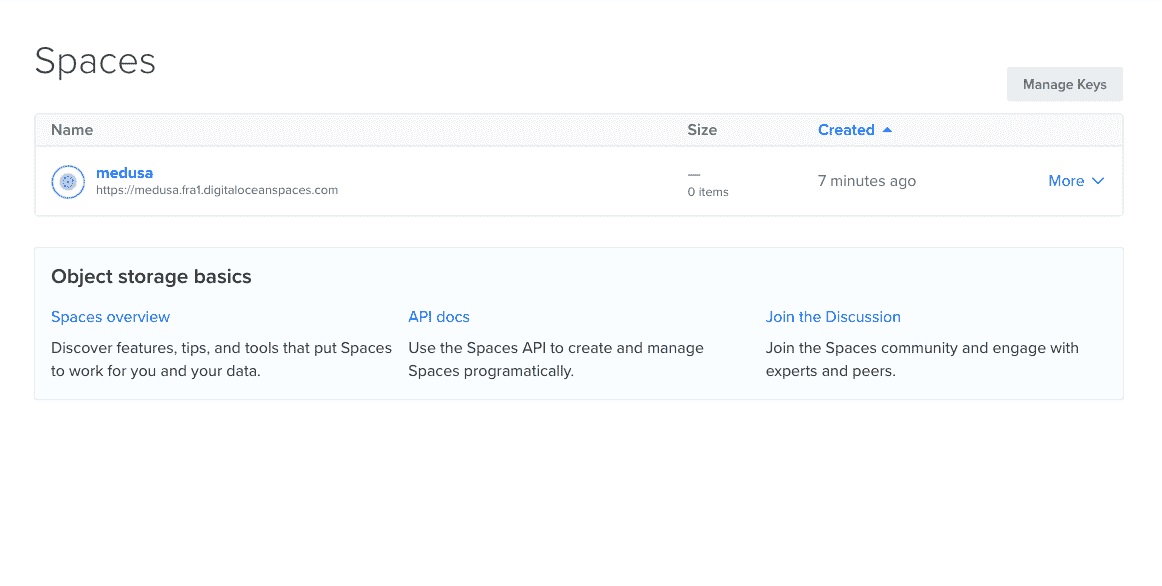 Spaces
Manage Keys
Name Size Created
medusa
https://medusa.fra1.digitaloceanspaces.com
—
0 items
7 minutes ago
More
Object storage basics
Spaces overview
Discover features, tips, and tools that put Spaces
to work for you and your data.
API docs
Use the Spaces API to create and manage
Spaces programatically.
Join the Discussion
Join the Spaces community and engage with
experts and peers.